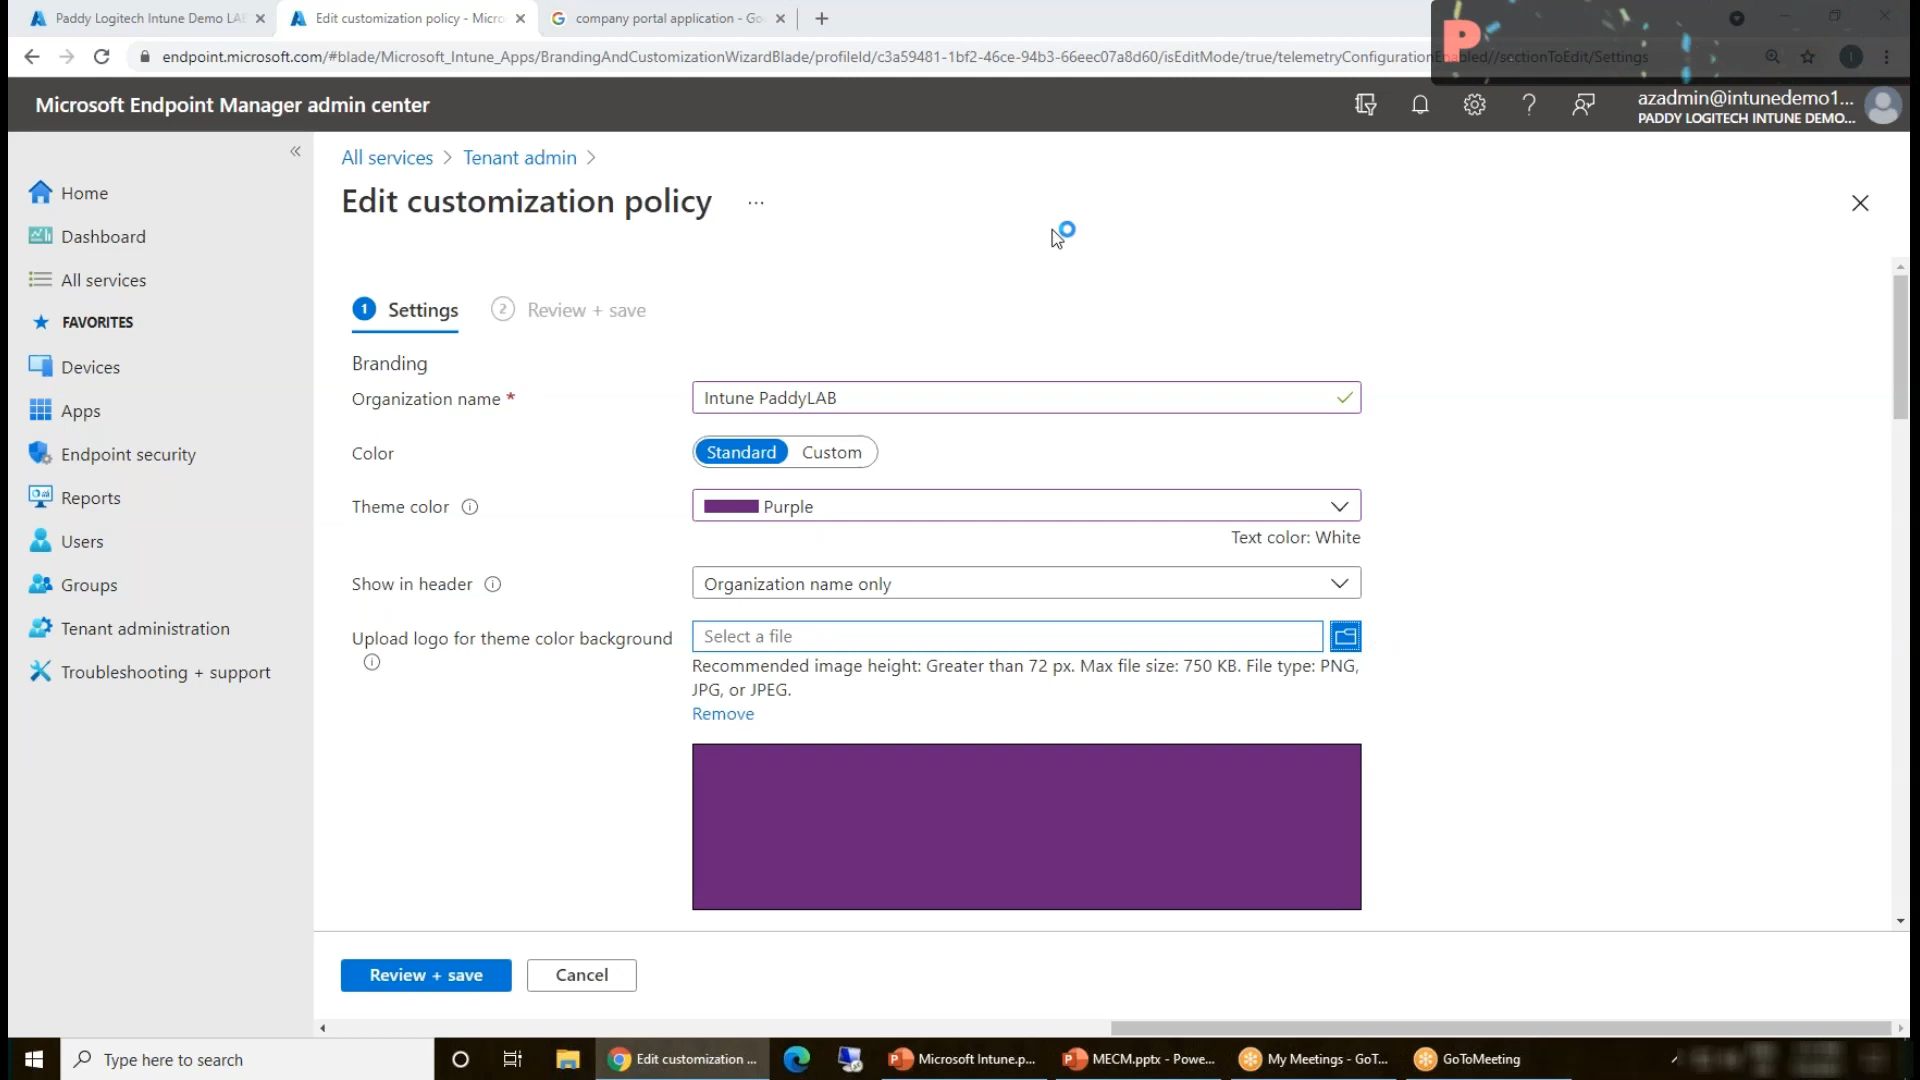 Paddy Logitech Intune Demo LA
Edit customization policy - Micro
company portal application - Go
endpoint.microsoft.com/#blade/Microsoft_Intune_Apps/BrandingAndCustomizationWizardBlade/profileId/c3a59481-1bf2-46ce-94b3-66eec07a8d60/isEditMode/true/telemetryConfigurationEnabled//sectionToEdit/Settings
P
Microsoft Endpoint Manager admin center
azadmin@intunedemo1...
PADDY LOGITECH INTUNE DEMO...
All services > Tenant admin >
Edit customization policy ...
Home
Dashboard
All services
FAVORITES
Devices
Apps
Endpoint security
Reports
Users
Groups
Tenant administration
Troubleshooting + support
1 Settings
2 Review + save
Branding
Organization name *
Intune PaddyLAB
Color
Standard Custom
Theme color
Purple
Text color: White
Show in header
Organization name only
Upload logo for theme color background
Select a file
Recommended image height: Greater than 72 px. Max file size: 750 KB. File type: PNG,
JPG, or JPEG.
Remove
Review + save
Cancel
Type here to search
Edit customization ...
Microsoft Intune.p...
MECM.pptx - Powe...
My Meetings - GoT...
GoToMeeting